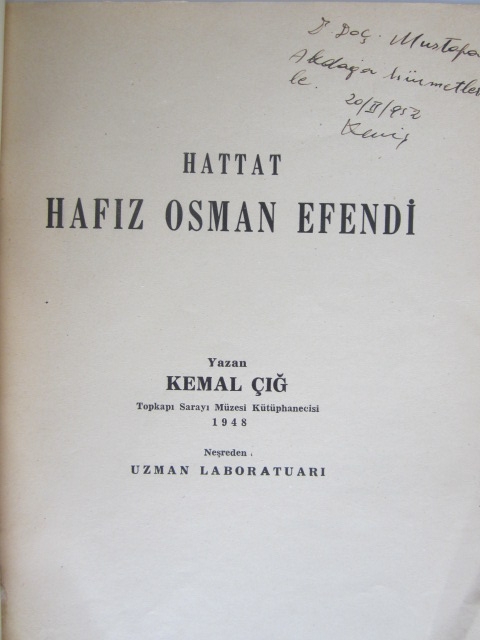 D Doç. Mustafa
Akdağa hürmetler
le.
20/II/952
HATTAT
HAFIZ OSMAN EFENDİ
Yazan
KEMAL ÇIĞ
Topkapı Sarayı Müzesi Kütüphanecisi
1948
Neşreden
UZMAN LABORATUARI